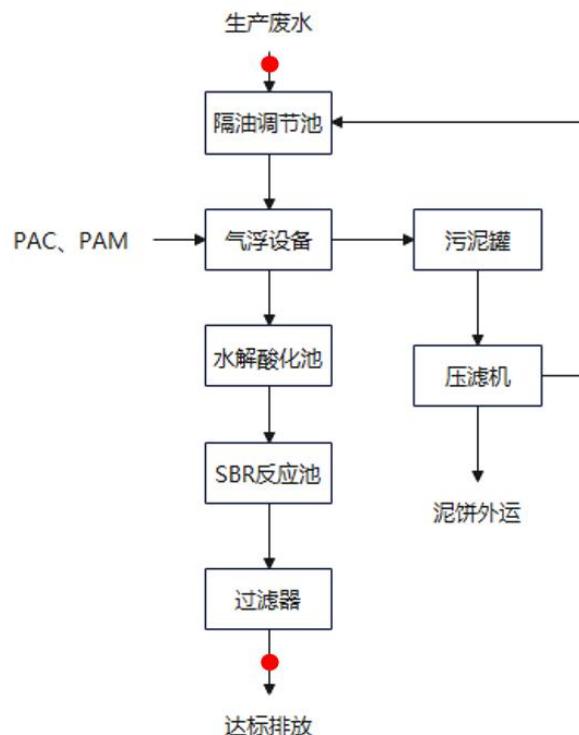 生产废水
隔油调节池
PAC、PAM
气浮设备
污泥罐
水解酸化池
压滤机
SBR反应池
泥饼外运
过滤器
达标排放